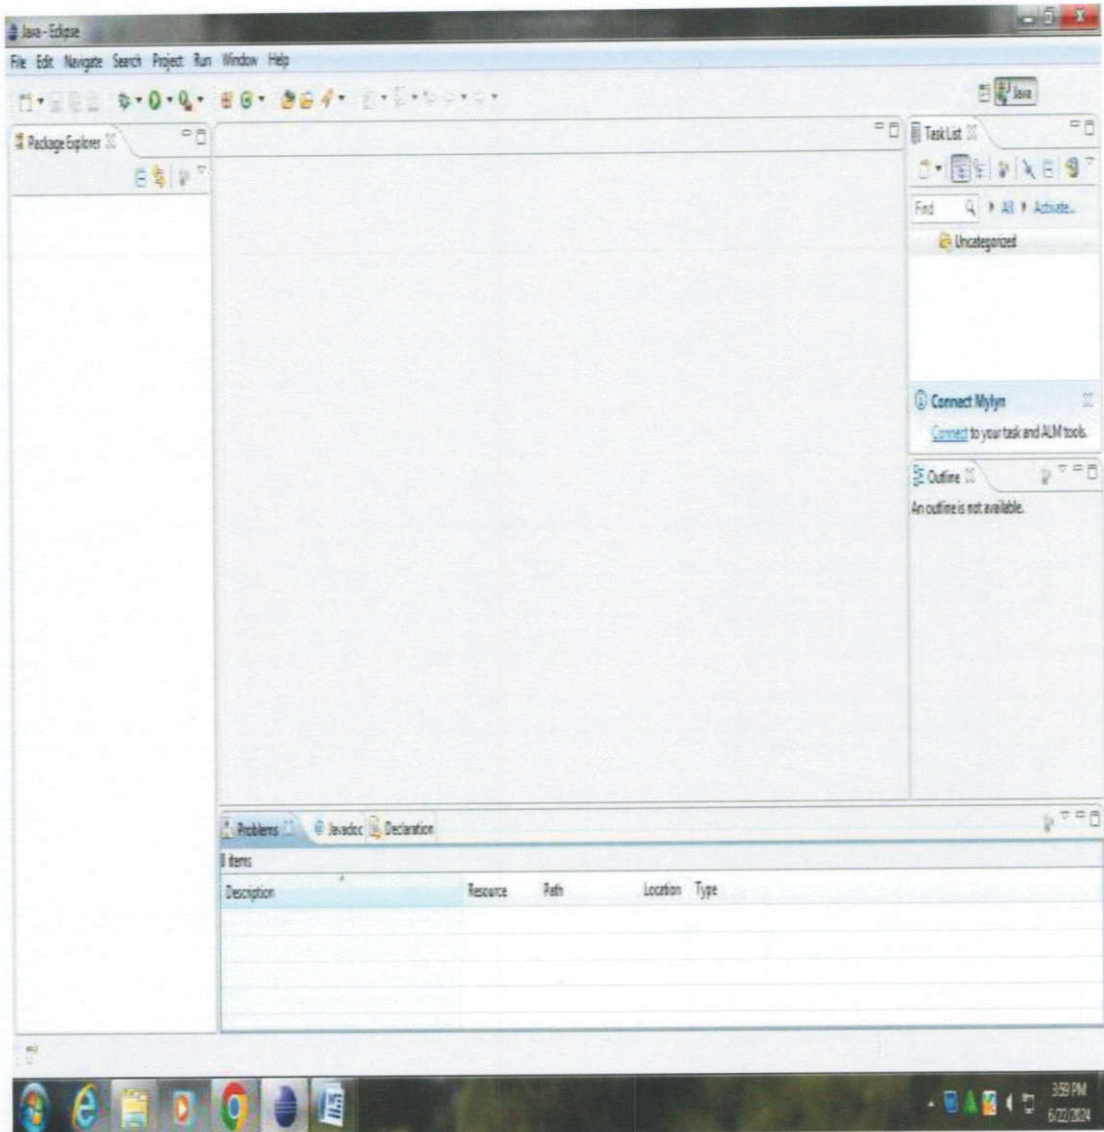 Java - Eclipse
File Edit Navigate Search Project Run Window Help
Java
Package Explorer
Task List
Find All Activate...
Uncategorized
Connect Mylyn
Connect to your task and ALM tools.
Outline
An outline is not available.
Problems @ Javadoc Declaration
0 items
Description Resource Path Location Type
3:59 PM
6/22/2024